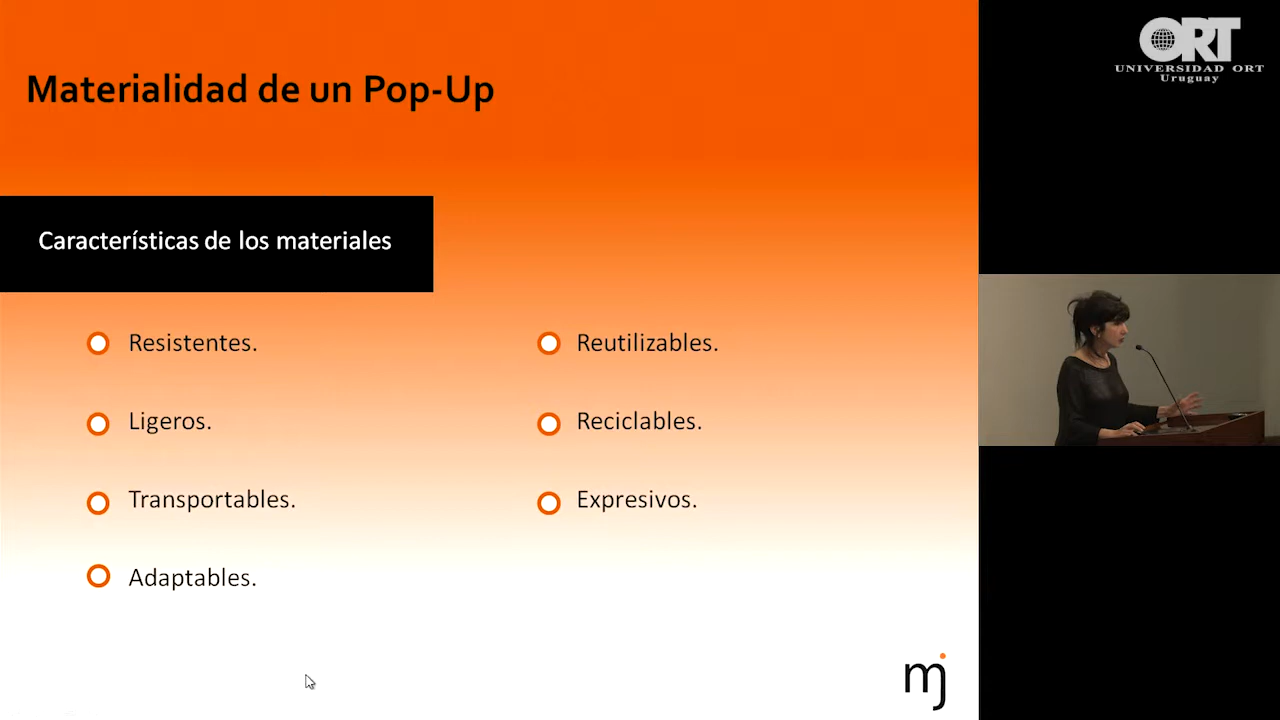 Materialidad de un Pop-Up
Características de los materiales
Resistentes.
Ligeros.
Transportables.
Adaptables.
Reutilizables.
Reciclables.
Expresivos.
mj
ORT
UNIVERSIDAD ORT
Uruguay